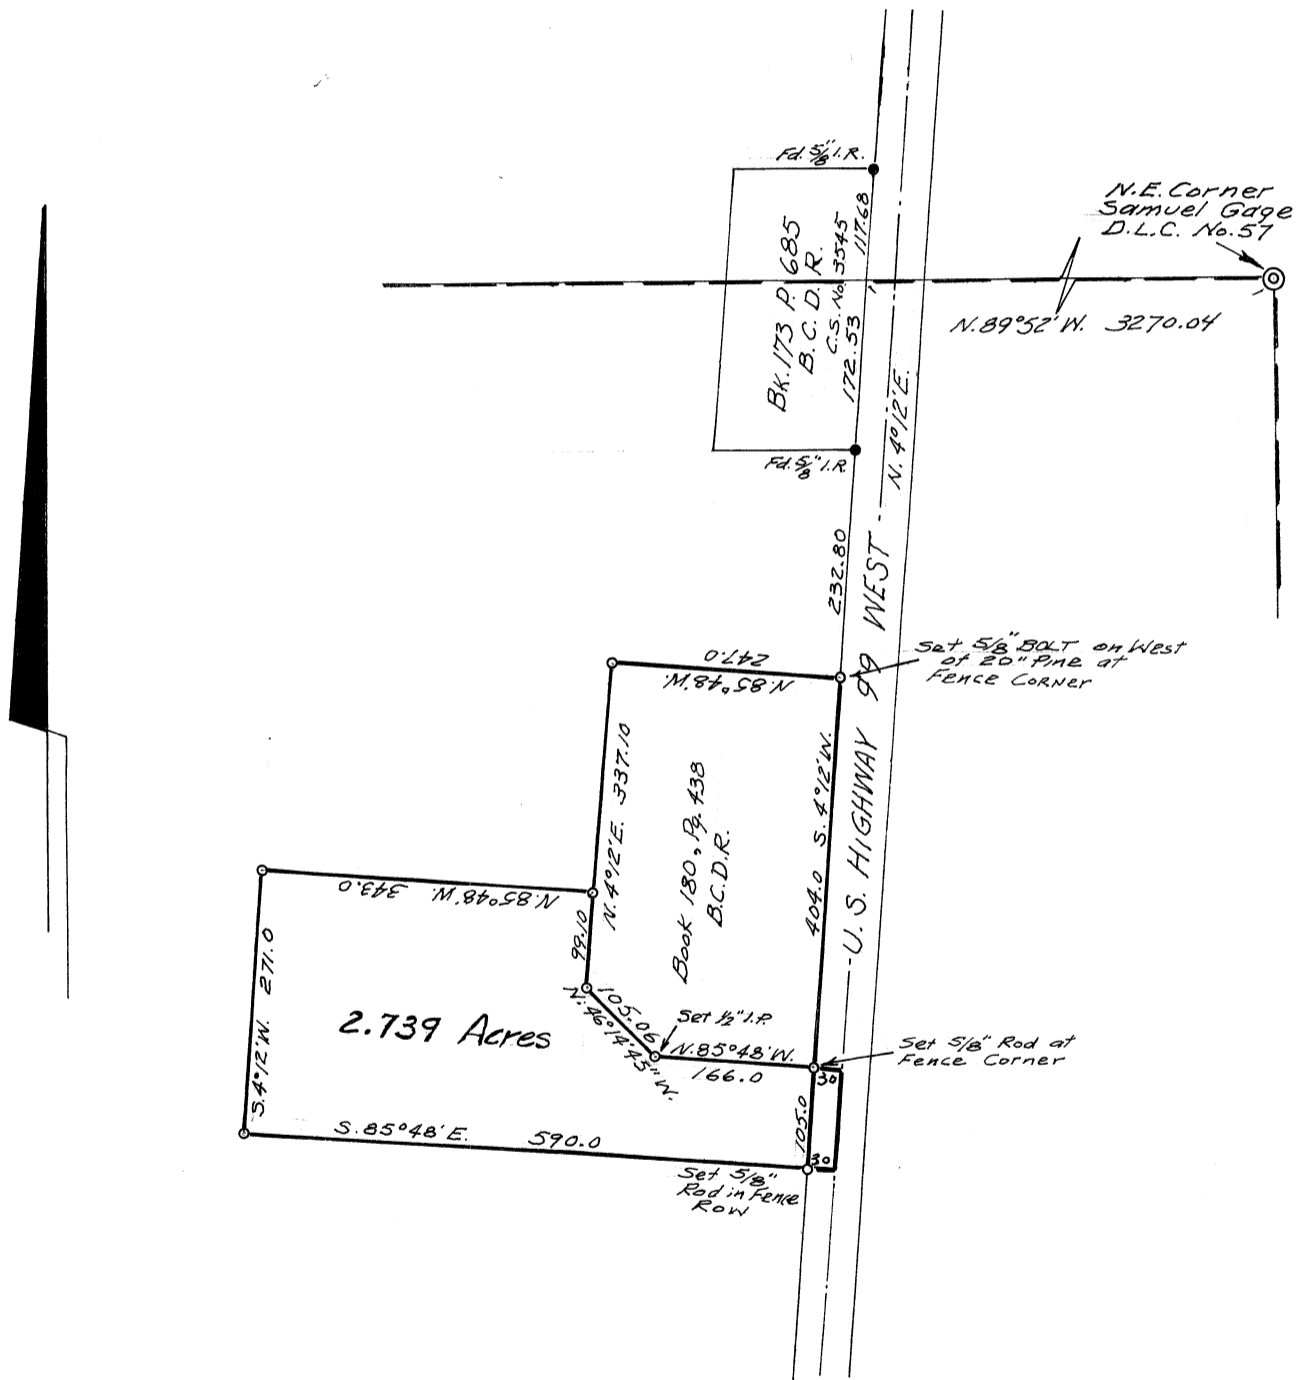 Fd. 5/8" I.R.
N.E. Corner
Samuel Gage
D.L.C. No. 57
BK. 173 P. 685
B. C. D. R.
C.S. No. 3545
117.68
172.53
N.89°52'W. 3270.04
N. 4°12'E.
Fd. 5/8" I.R.
232.80
Set 5/8" BOLT on West
of 20" Pine at
Fence Corner
247.0
N.85°48'W.
U.S. HIGHWAY 99 WEST
N. 4°12'E. 337.10
Book 180, Pg. 438
B.C.D.R.
404.0 S. 4°12'W.
N.85°48'W. 343.0
99.10
S.4°12'W. 271.0
2.739 Acres
105.06
N.46°14'45"W.
Set 1/2" I.P.
N.85°48'W.
166.0
Set 5/8" Rod at
Fence Corner
30
105.0
30
S.85°48'E. 590.0
Set 5/8"
Rod in Fence
Row